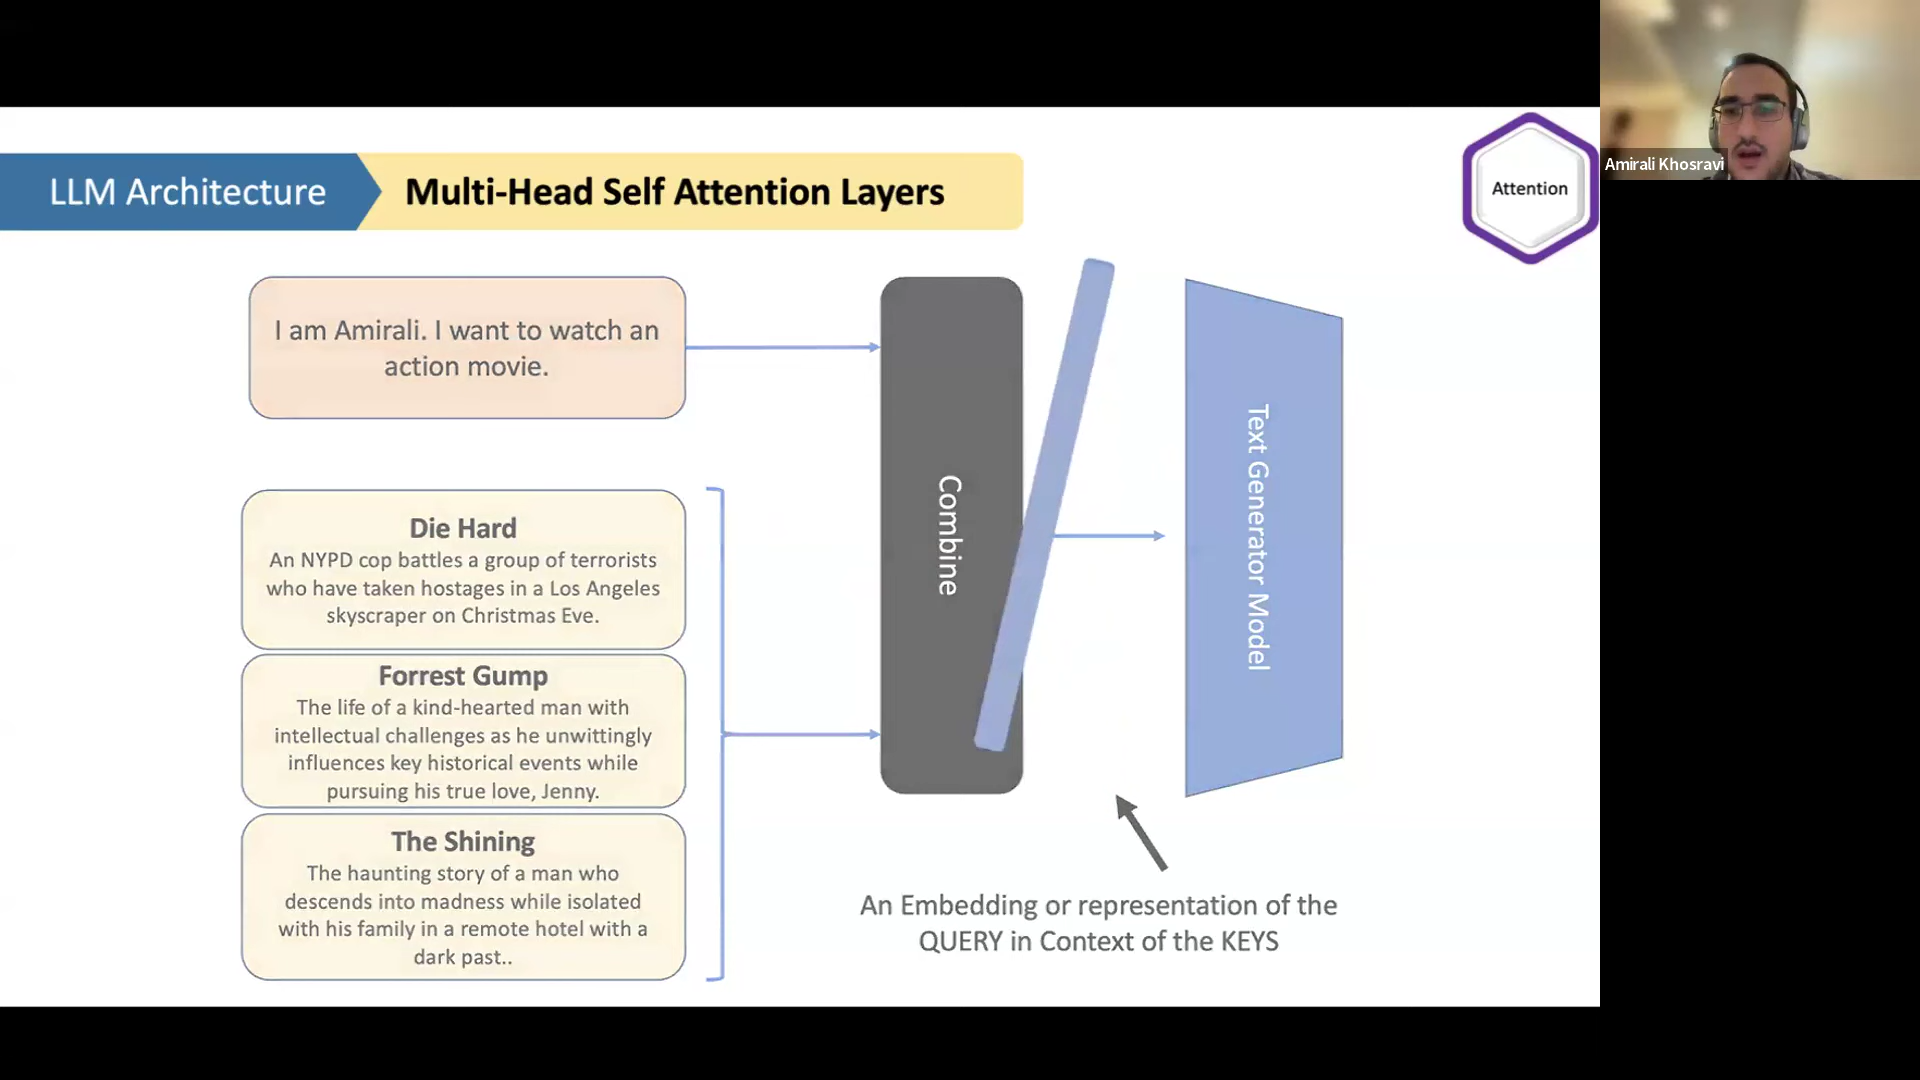 LLM Architecture
Multi-Head Self Attention Layers
Attention
Amirali Khosravi
I am Amirali. I want to watch an
action movie.
Die Hard
An NYPD cop battles a group of terrorists
who have taken hostages in a Los Angeles
skyscraper on Christmas Eve.
Forrest Gump
The life of a kind-hearted man with
intellectual challenges as he unwittingly
influences key historical events while
pursuing his true love, Jenny.
The Shining
The haunting story of a man who
descends into madness while isolated
with his family in a remote hotel with a
dark past..
Combine
Text Generator Model
An Embedding or representation of the
QUERY in Context of the KEYS